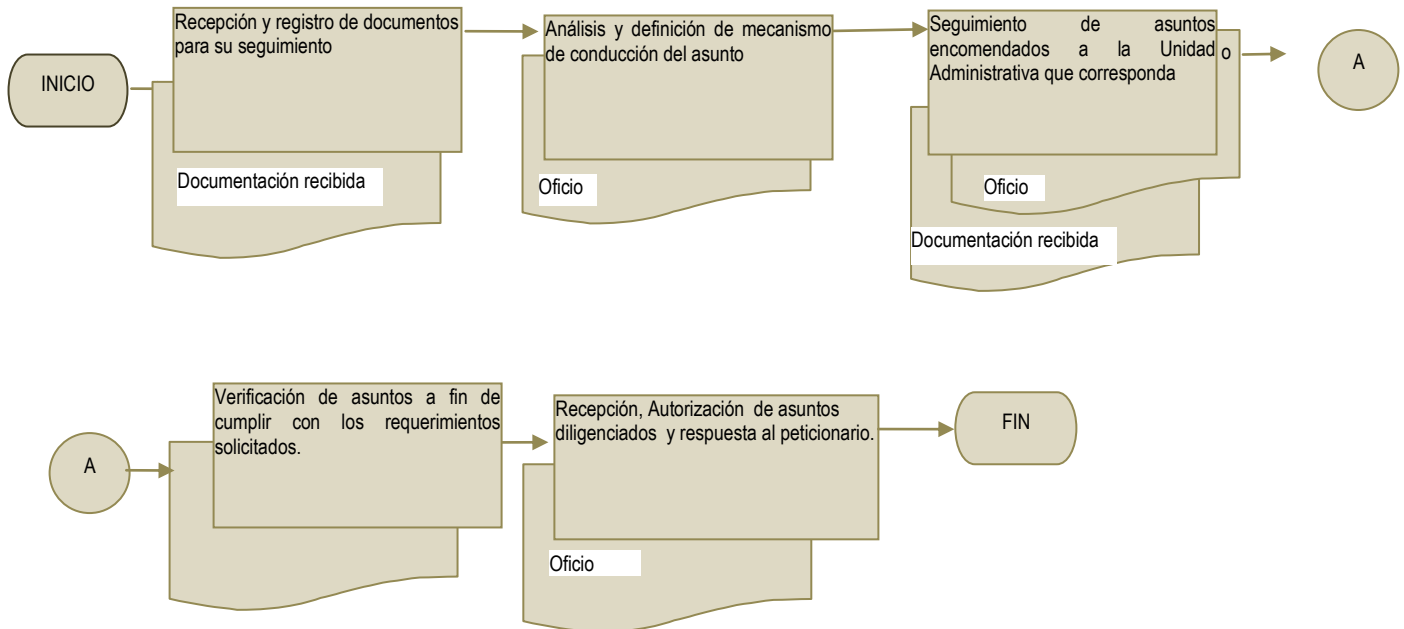 INICIO
Recepción y registro de documentos
para su seguimiento
Documentación recibida
Análisis y definición de mecanismo
de conducción del asunto
Oficio
Seguimiento de asuntos
encomendados a la Unidad
Administrativa que corresponda
o
Oficio
Documentación recibida
A
A
Verificación de asuntos a fin de
cumplir con los requerimientos
solicitados.
Recepción, Autorización de asuntos
diligenciados y respuesta al peticionario.
Oficio
FIN